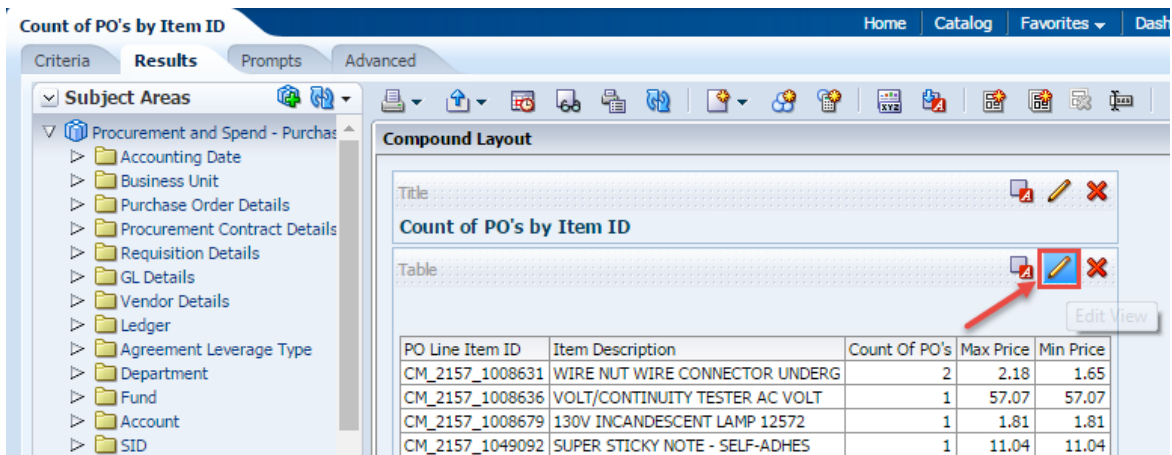 Count of PO's by Item ID
Home Catalog Favorites Dash
Criteria Results Prompts Advanced
Subject Areas
Procurement and Spend - Purchas
Accounting Date
Business Unit
Purchase Order Details
Procurement Contract Details
Requisition Details
GL Details
Vendor Details
Ledger
Agreement Leverage Type
Department
Fund
Account
SID
Compound Layout
Title
Count of PO's by Item ID
Table
Edit View
PO Line Item ID Item Description Count Of PO's Max Price Min Price
CM_2157_1008631 WIRE NUT WIRE CONNECTOR UNDERG 2 2.18 1.65
CM_2157_1008636 VOLT/CONTINUITY TESTER AC VOLT 1 57.07 57.07
CM_2157_1008679 130V INCANDESCENT LAMP 12572 1 1.81 1.81
CM_2157_1049092 SUPER STICKY NOTE - SELF-ADHES 1 11.04 11.04